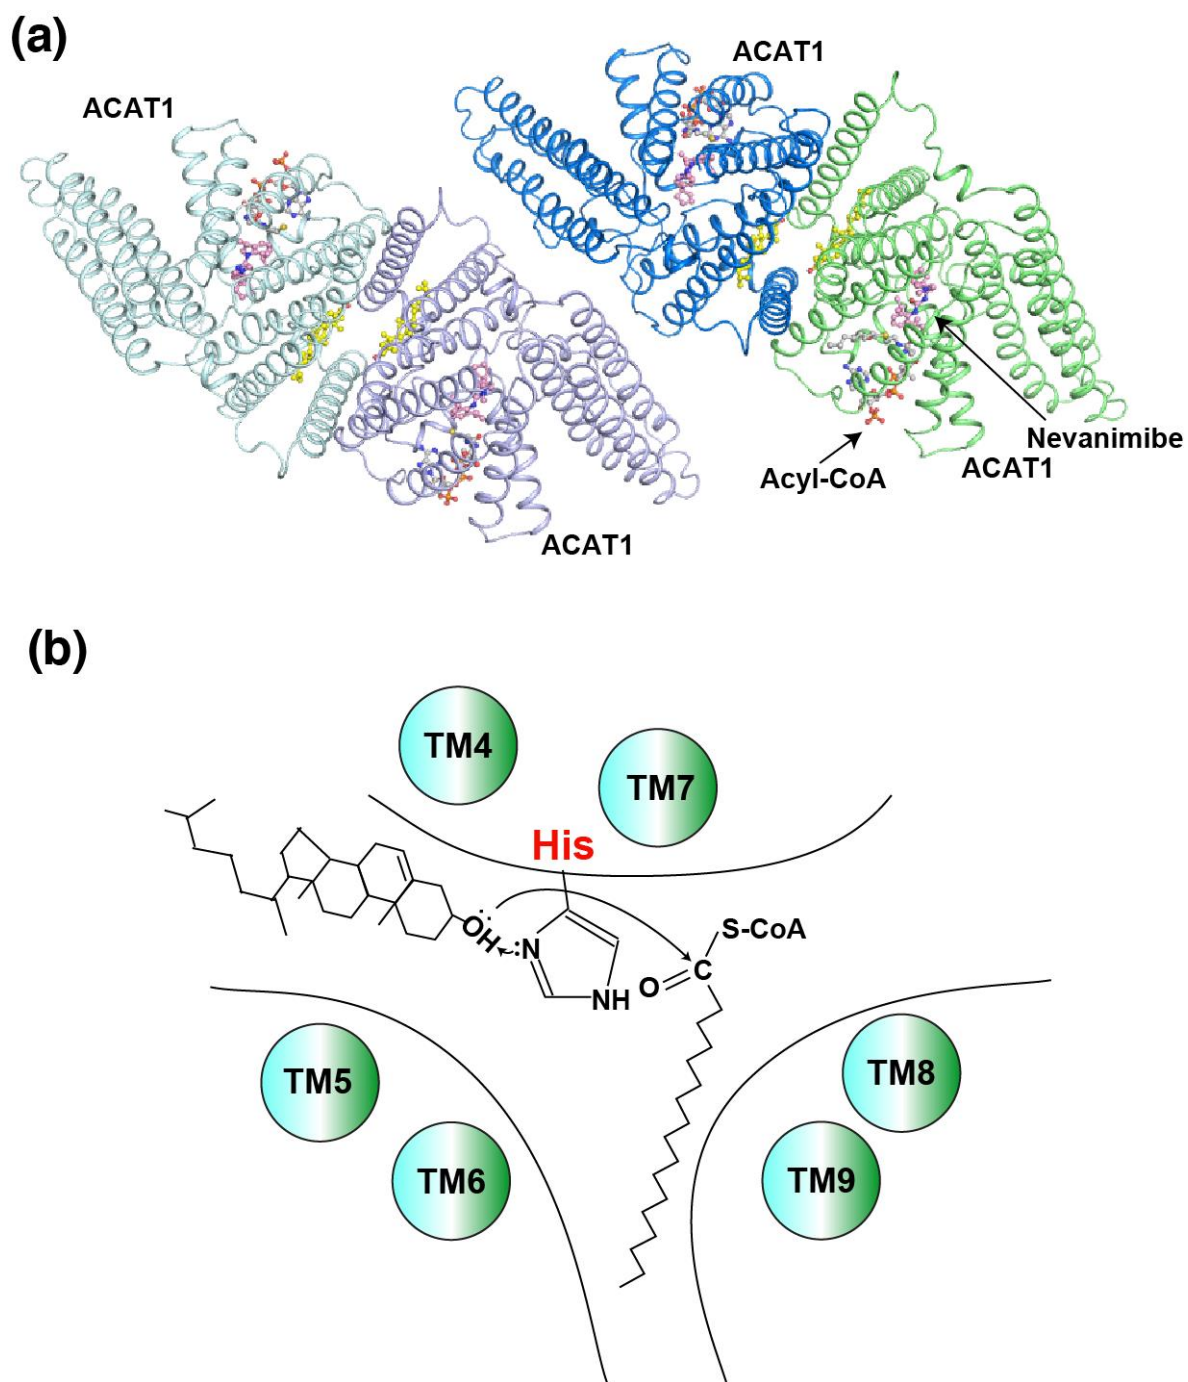 (a)
ACAT1
ACAT1
Nevanimibe
Acyl-CoA
ACAT1
ACAT1
(b)
TM4
TM7
His
OH
:N
NH
S-CoA
O
C
TM5
TM8
TM6
TM9